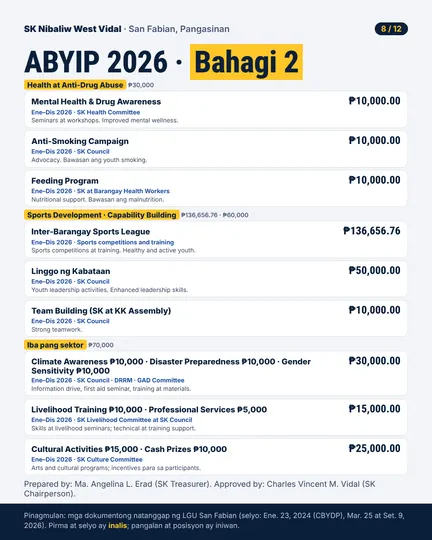 SK Nibaliw West Vidal · San Fabian, Pangasinan
8 / 12
ABYIP 2026 · Bahagi 2
Health at Anti-Drug Abuse ₱30,000
Mental Health & Drug Awareness ₱10,000.00
Ene–Dis 2026 · SK Health Committee
Seminars at workshops. Improved mental wellness.
Anti-Smoking Campaign ₱10,000.00
Ene–Dis 2026 · SK Council
Advocacy. Bawasan ang youth smoking.
Feeding Program ₱10,000.00
Ene–Dis 2026 · SK at Barangay Health Workers
Nutritional support. Bawasan ang malnutrition.
Sports Development · Capability Building ₱136,656.76 · ₱60,000
Inter-Barangay Sports League ₱136,656.76
Ene–Dis 2026 · Sports competitions and training
Sports competitions at training. Healthy and active youth.
Linggo ng Kabataan ₱50,000.00
Ene–Dis 2026 · SK Council
Youth leadership activities. Enhanced leadership skills.
Team Building (SK at KK Assembly) ₱10,000.00
Ene–Dis 2026 · SK Council
Strong teamwork.
Iba pang sektor ₱70,000
Climate Awareness ₱10,000 · Disaster Preparedness ₱10,000 · Gender ₱30,000.00
Sensitivity ₱10,000
Ene–Dis 2026 · SK Council · DRRM · GAD Committee
Information drive, first aid seminar, training at materials.
Livelihood Training ₱10,000 · Professional Services ₱5,000 ₱15,000.00
Ene–Dis 2026 · SK Livelihood Committee at SK Council
Skills at livelihood seminars; technical at training support.
Cultural Activities ₱15,000 · Cash Prizes ₱10,000 ₱25,000.00
Ene–Dis 2026 · SK Culture Committee
Arts and cultural programs; incentives para sa participants.
Prepared by: Ma. Angelina L. Erad (SK Treasurer). Approved by: Charles Vincent M. Vidal (SK
Chairperson).
Pinagmulan: mga dokumentong natanggap ng LGU San Fabian (selyo: Ene. 23, 2024 (CBYDP), Mar. 25 at Set. 9,
2026). Pirma at selyo ay inalis; pangalan at posisyon ay iniwan.